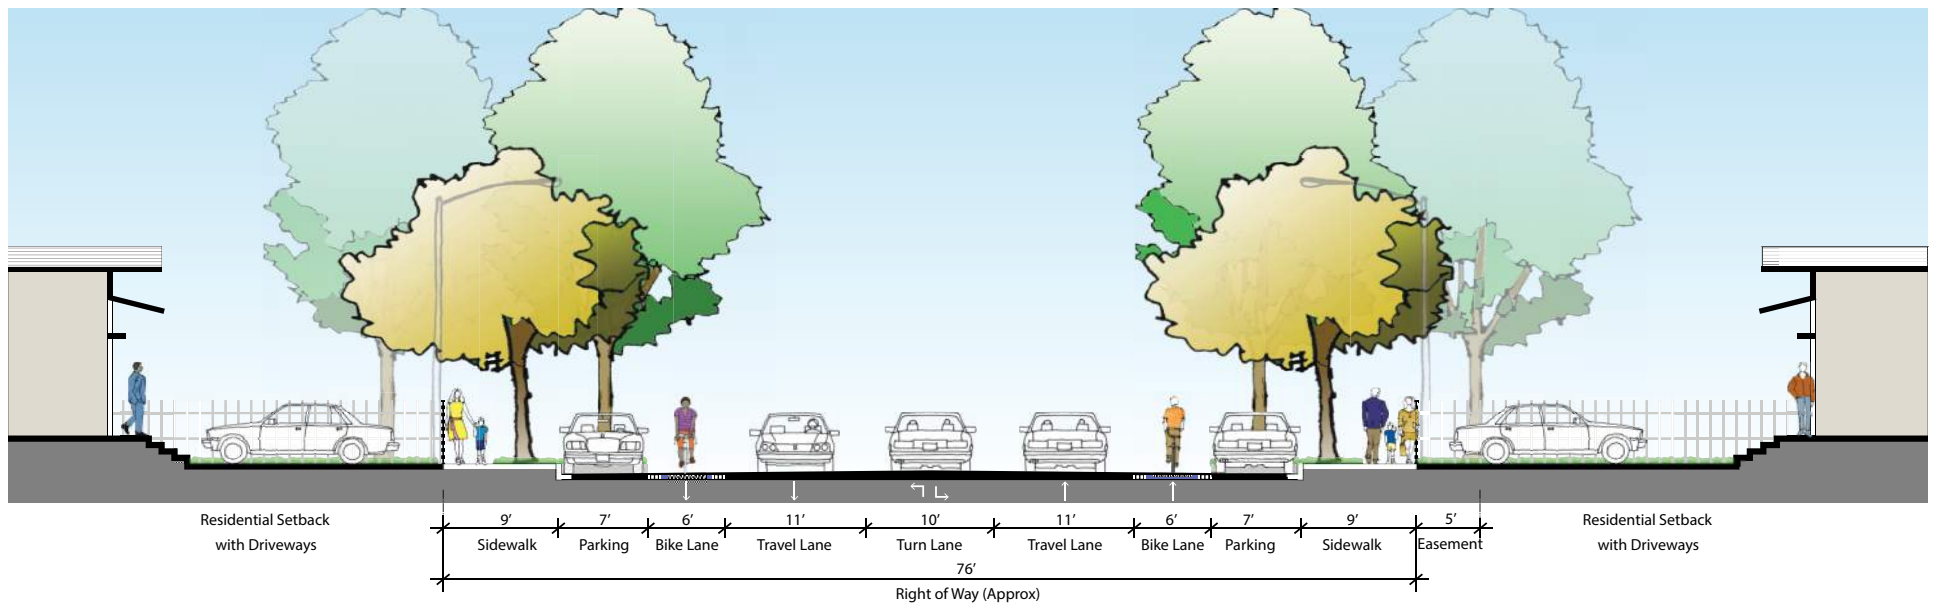 Residential Setback
with Driveways
9’ 7’ 6’ 11’ 10’ 11’ 6’ 7’ 9’ 5’
Sidewalk Parking Bike Lane Travel Lane Turn Lane Travel Lane Bike Lane Parking Sidewalk Easement
Residential Setback
with Driveways
76’
Right of Way (Approx)